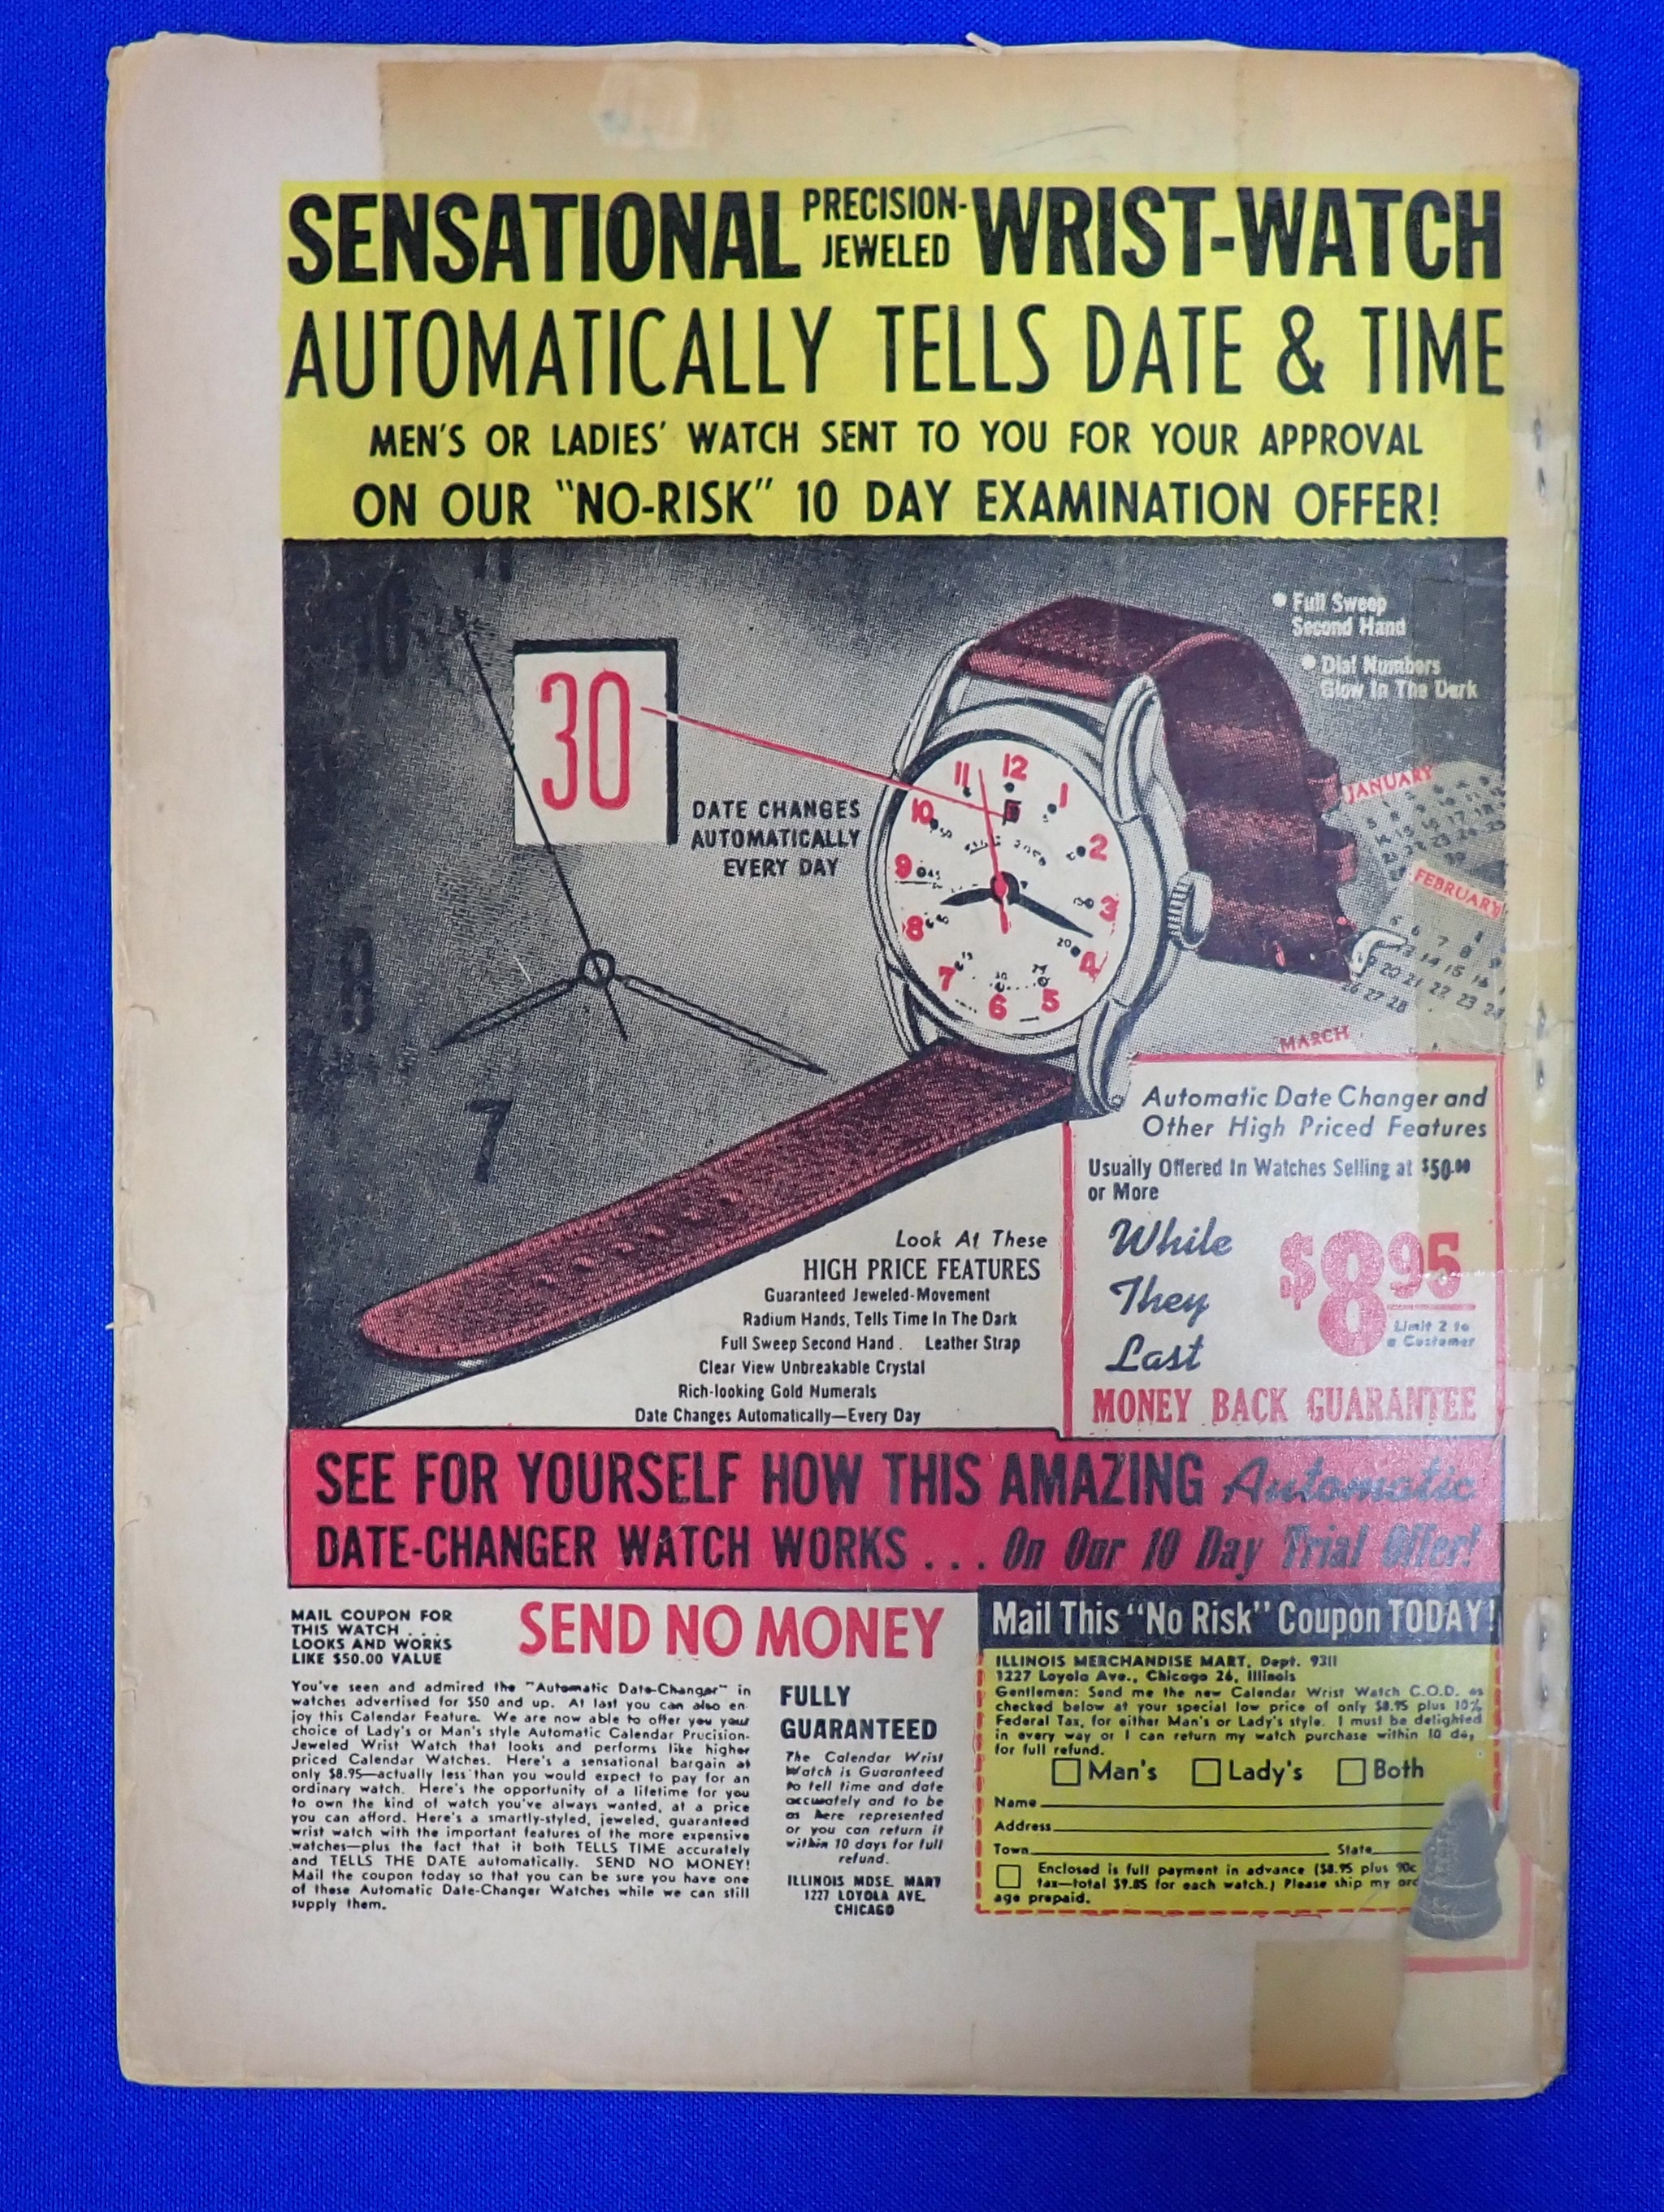 SENSATIONAL PRECISION-JEWELED WRIST-WATCH
AUTOMATICALLY TELLS DATE & TIME
MEN'S OR LADIES' WATCH SENT TO YOU FOR YOUR APPROVAL
ON OUR "NO-RISK" 10 DAY EXAMINATION OFFER!
• Full Sweep
Second Hand
• Dial Numbers
Glow In The Dark
30
DATE CHANGES
AUTOMATICALLY
EVERY DAY
12
11
1
10
2
9
3
8
4
7
5
6
8
7
JANUARY
FEBRUARY
MARCH
Automatic Date Changer and
Other High Priced Features
Usually Offered In Watches Selling at $50.00
or More
While
They
Last
$8.95
Limit 2 to
a Customer
MONEY BACK GUARANTEE
Look At These
HIGH PRICE FEATURES
Guaranteed Jeweled-Movement
Radium Hands, Tells Time In The Dark
Full Sweep Second Hand. Leather Strap
Clear View Unbreakable Crystal
Rich-looking Gold Numerals
Date Changes Automatically—Every Day
SEE FOR YOURSELF HOW THIS AMAZING Automatic
DATE-CHANGER WATCH WORKS . . . On Our 10 Day Trial Offer!
MAIL COUPON FOR
THIS WATCH . . .
LOOKS AND WORKS
LIKE $50.00 VALUE
SEND NO MONEY
You've seen and admired the "Automatic Date-Changer" in
watches advertised for $50 and up. At last you can also en-
joy this Calendar Feature. We are now able to offer you your
choice of Lady's or Man's style Automatic Calendar Precision-
Jeweled Wrist Watch that looks and performs like higher
priced Calendar Watches. Here's a sensational bargain at
only $8.95—actually less than you would expect to pay for an
ordinary watch. Here's the opportunity of a lifetime for you
to own the kind of watch you've always wanted, at a price
you can afford. Here's a smartly-styled, jeweled, guaranteed
wrist watch with the important features of the more expensive
watches—plus the fact that it both TELLS TIME accurately
and TELLS THE DATE automatically. SEND NO MONEY!
Mail the coupon today so that you can be sure you have one
of these Automatic Date-Changer Watches while we can still
supply them.
FULLY
GUARANTEED
The Calendar Wrist
Watch is Guaranteed
to tell time and date
accurately and to be
as here represented
or you can return it
within 10 days for full
refund.
ILLINOIS MDSE. MART
1227 LOYOLA AVE.
CHICAGO
Mail This "No Risk" Coupon TODAY!
ILLINOIS MERCHANDISE MART, Dept. 9311
1227 Loyola Ave., Chicago 26, Illinois
Gentlemen: Send me the new Calendar Wrist Watch C.O.D. as
checked below at your special low price of only $8.95 plus 10%
Federal Tax, for either Man's or Lady's style. I must be delighted
in every way or I can return my watch purchase within 10 da
for full refund.
Man's Lady's Both
Name
Address
Town State
Enclosed is full payment in advance ($8.95 plus 90c
tax—total $9.85 for each watch.) Please ship my ord
age prepaid.